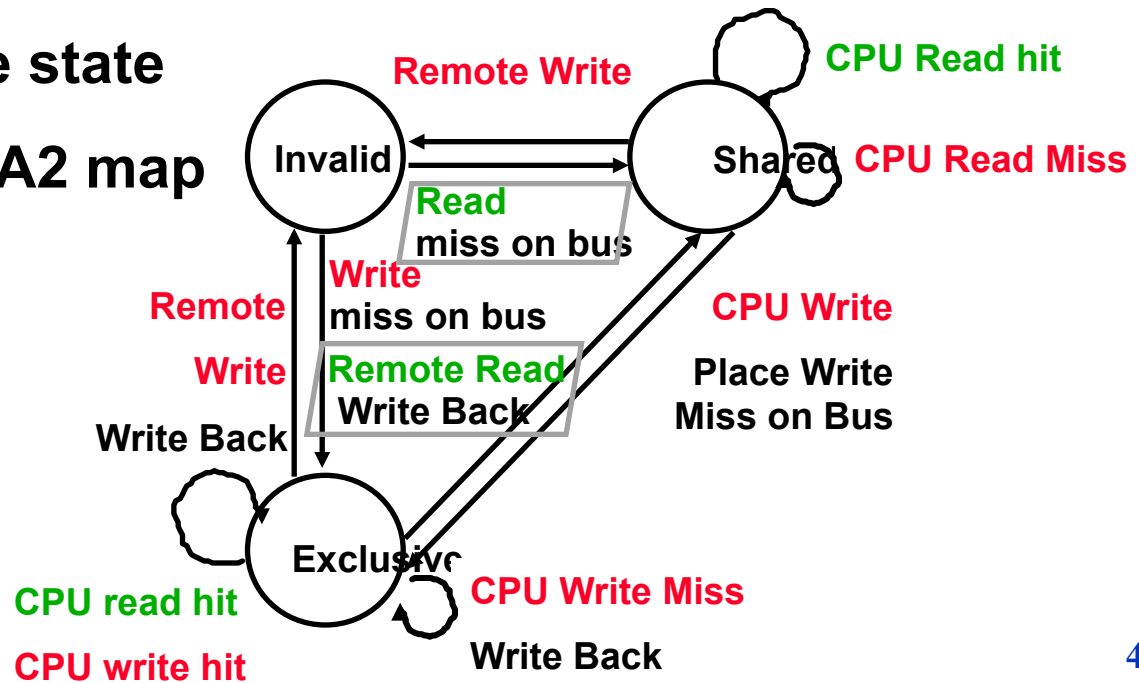 e state
A2 map
Remote Write
CPU Read hit
Invalid
Shared
CPU Read Miss
Read
miss on bus
Write
miss on bus
Remote
Write
Write Back
Remote Read
Write Back
CPU Write
Place Write
Miss on Bus
Exclusive
CPU read hit
CPU write hit
CPU Write Miss
Write Back
4